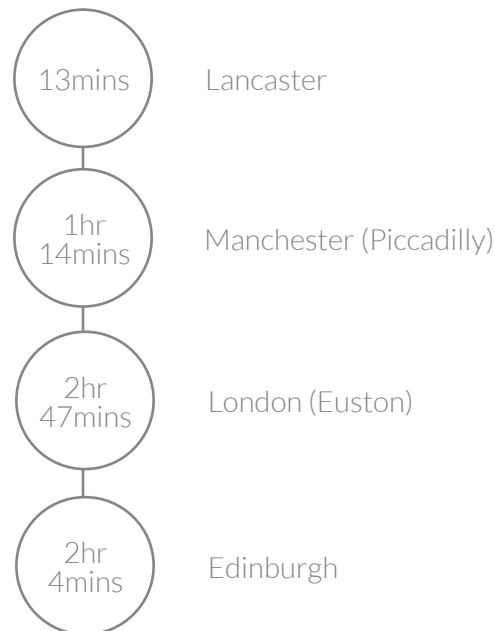 13mins
Lancaster
1hr
14mins
Manchester (Piccadilly)
2hr
47mins
London (Euston)
2hr
4mins
Edinburgh